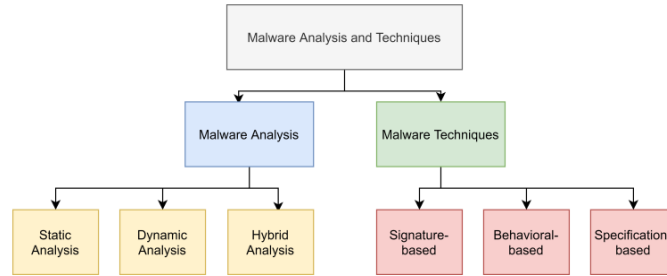 Malware Analysis and Techniques
Malware Analysis
Malware Techniques
Static
Analysis
Dynamic
Analysis
Hybrid
Analysis
Signature-
based
Behavioral-
based
Specification-
based